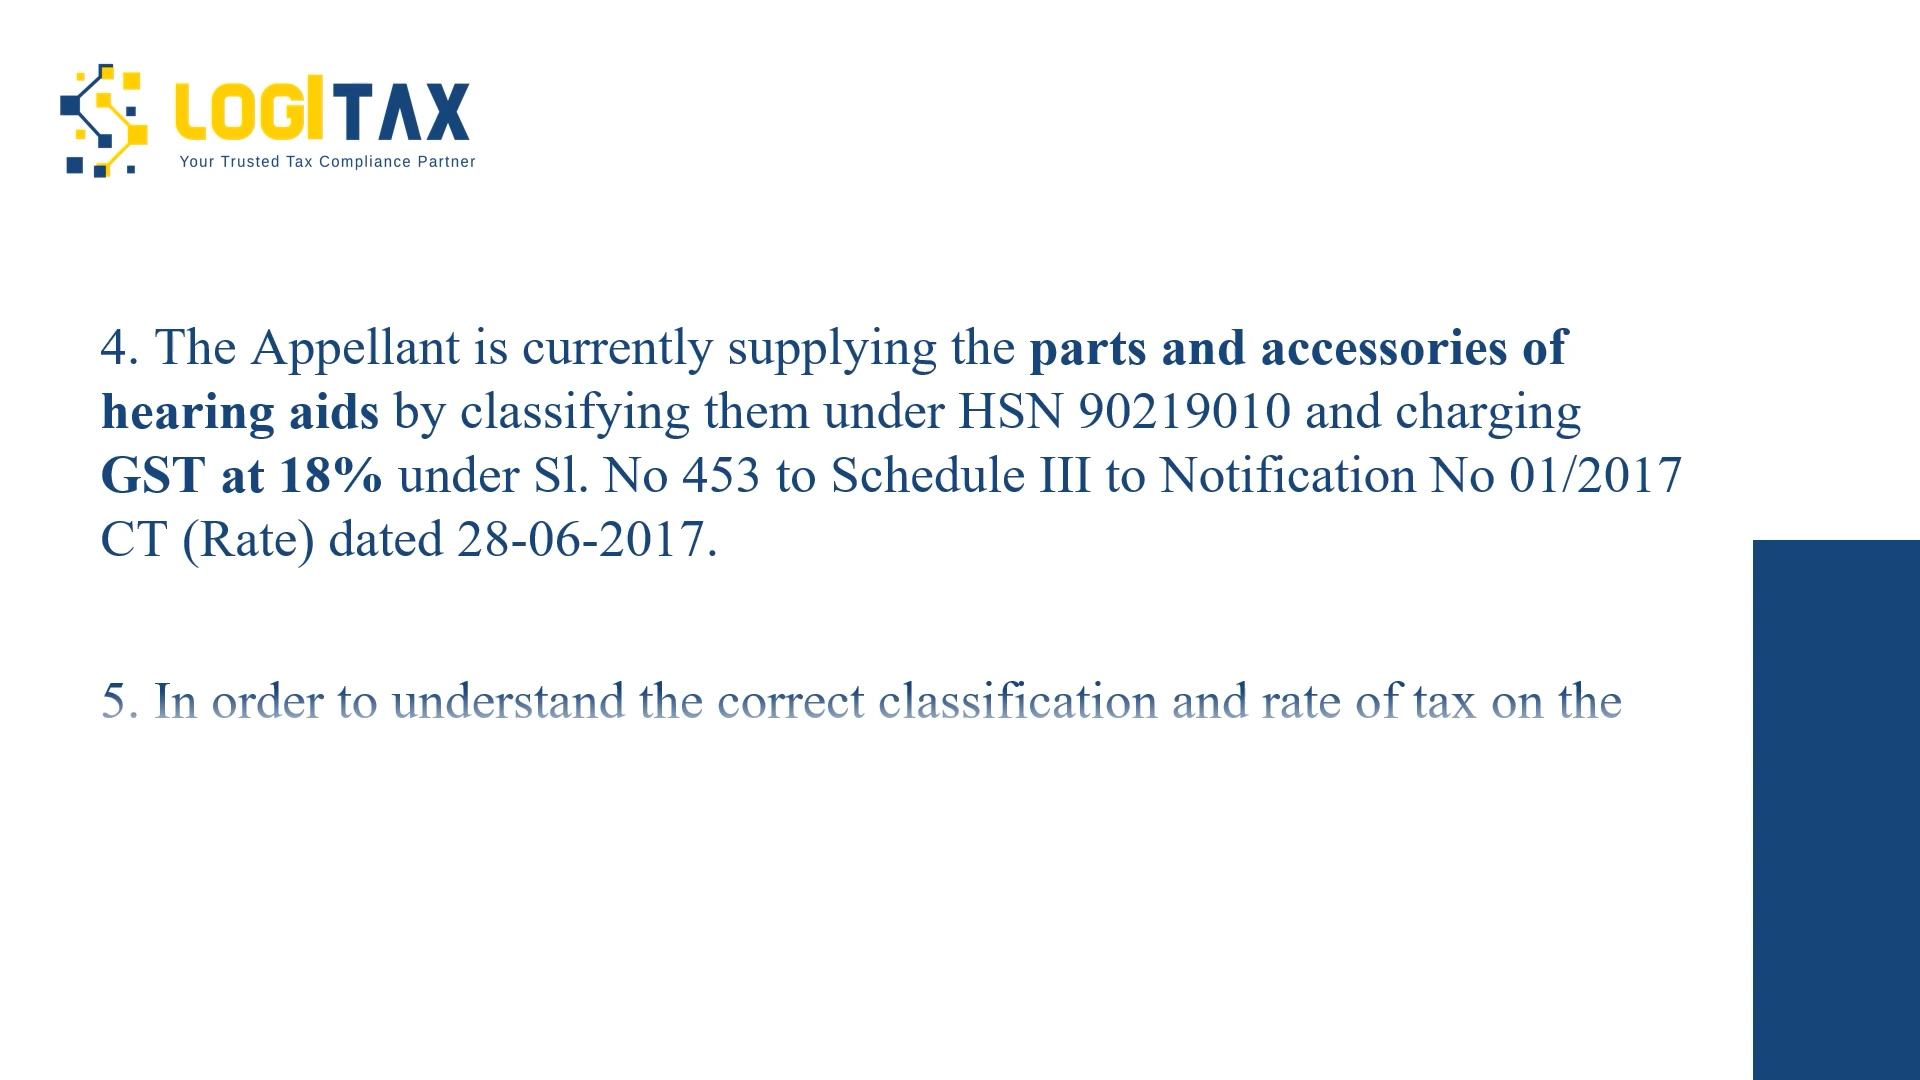 LOGITAX
Your Trusted Tax Compliance Partner
4. The Appellant is currently supplying the parts and accessories of
hearing aids by classifying them under HSN 90219010 and charging
GST at 18% under Sl. No 453 to Schedule III to Notification No 01/2017
CT (Rate) dated 28-06-2017.
5. In order to understand the correct classification and rate of tax on the